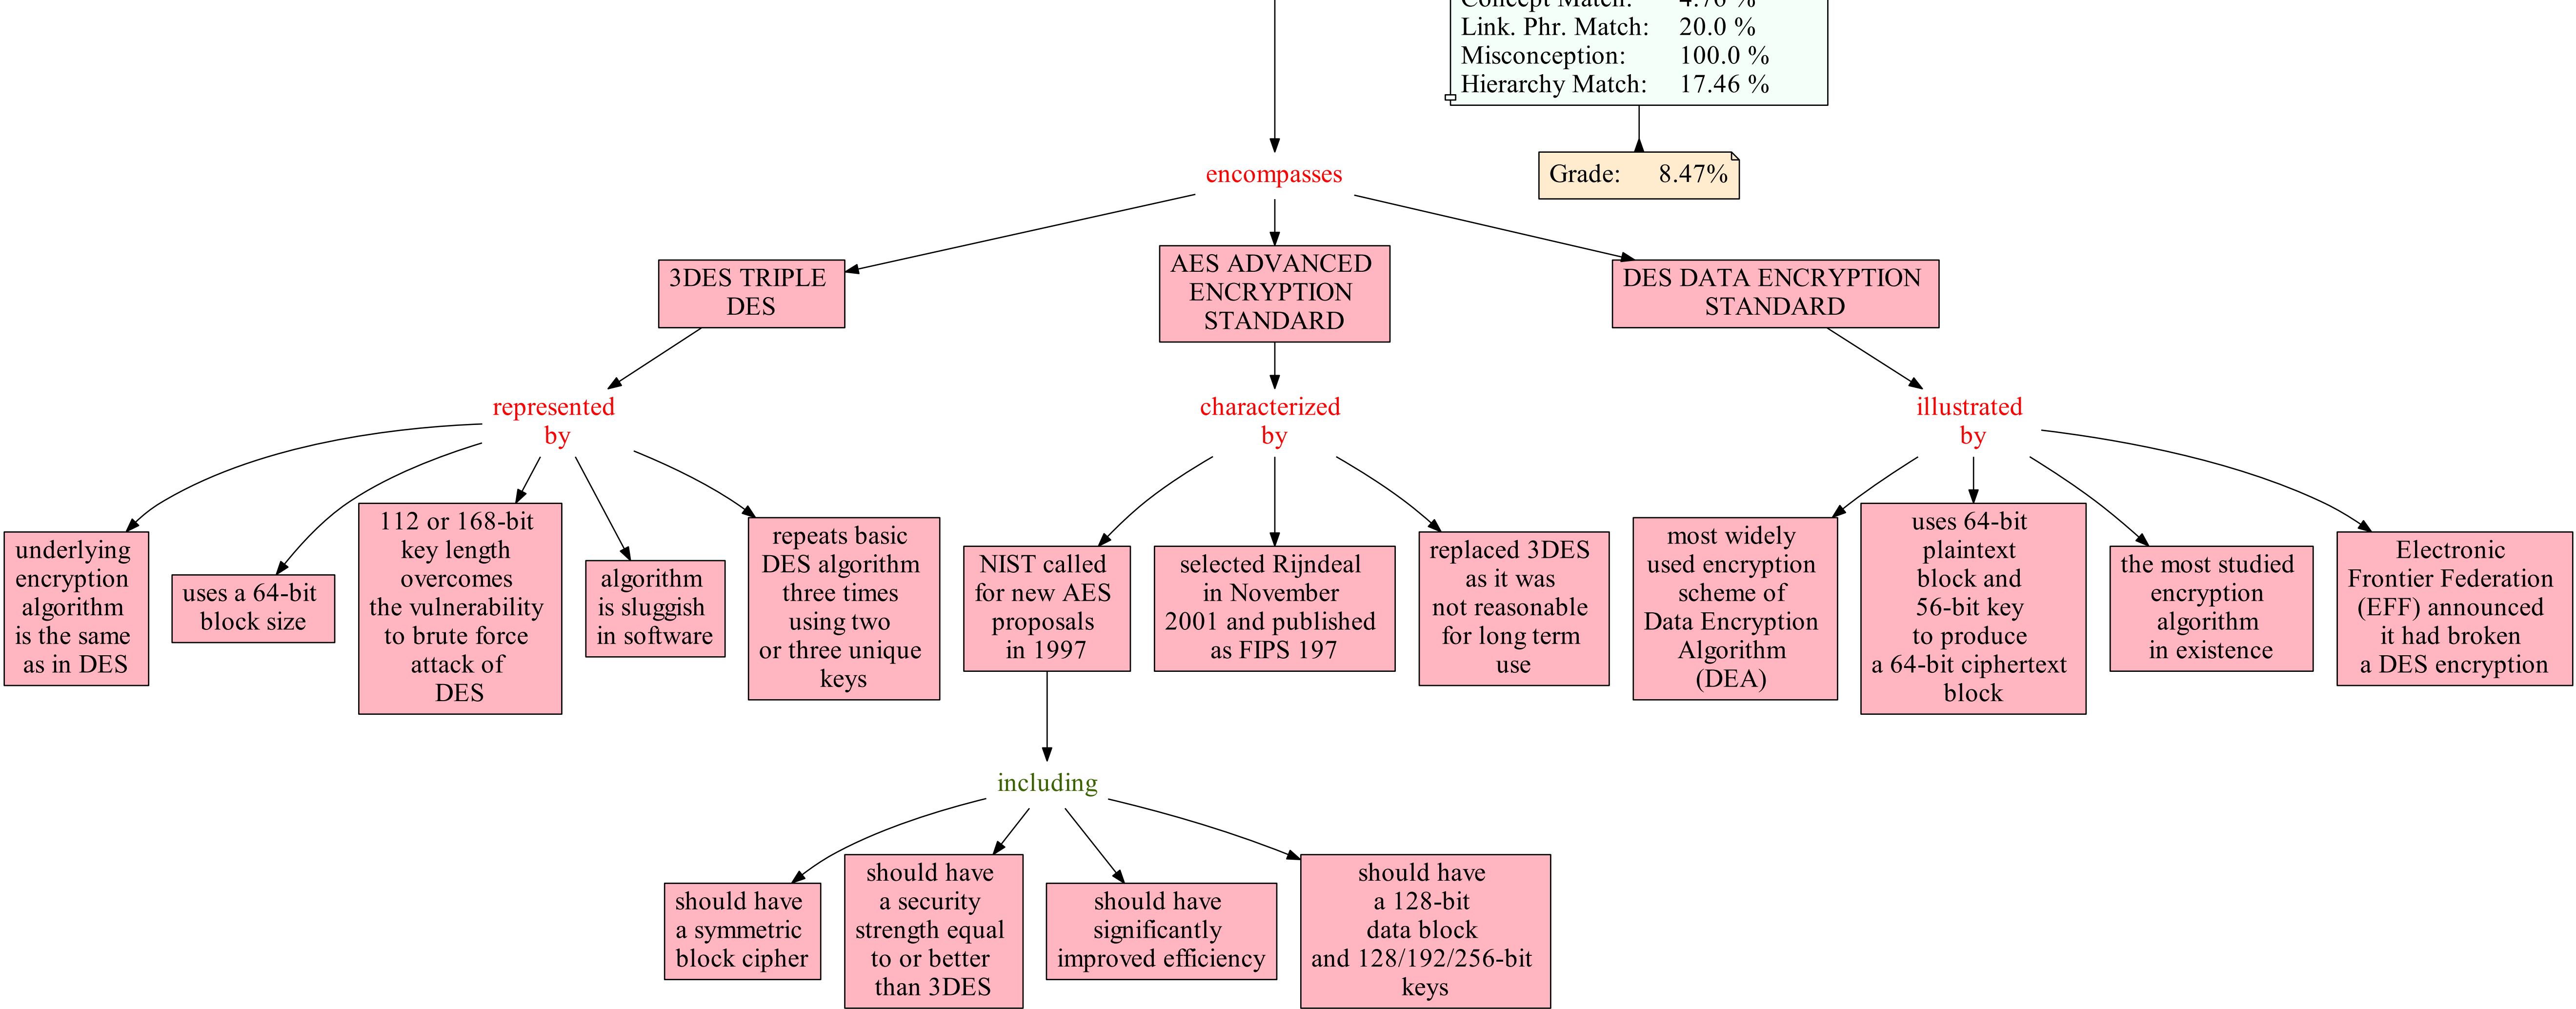 Concept Match: 4.76 %
Link. Phr. Match: 20.0 %
Misconception: 100.0 %
Hierarchy Match: 17.46 %
encompasses
Grade: 8.47%
3DES TRIPLE
DES
AES ADVANCED
ENCRYPTION
STANDARD
DES DATA ENCRYPTION
STANDARD
represented
by
characterized
by
illustrated
by
underlying
encryption
algorithm
is the same
as in DES
uses a 64-bit
block size
112 or 168-bit
key length
overcomes
the vulnerability
to brute force
attack of
DES
algorithm
is sluggish
in software
repeats basic
DES algorithm
three times
using two
or three unique
keys
NIST called
for new AES
proposals
in 1997
selected Rijndeal
in November
2001 and published
as FIPS 197
replaced 3DES
as it was
not reasonable
for long term
use
most widely
used encryption
scheme of
Data Encryption
Algorithm
(DEA)
uses 64-bit
plaintext
block and
56-bit key
to produce
a 64-bit ciphertext
block
the most studied
encryption
algorithm
in existence
Electronic
Frontier Federation
(EFF) announced
it had broken
a DES encryption
including
should have
a symmetric
block cipher
should have
a security
strength equal
to or better
than 3DES
should have
significantly
improved efficiency
should have
a 128-bit
data block
and 128/192/256-bit
keys